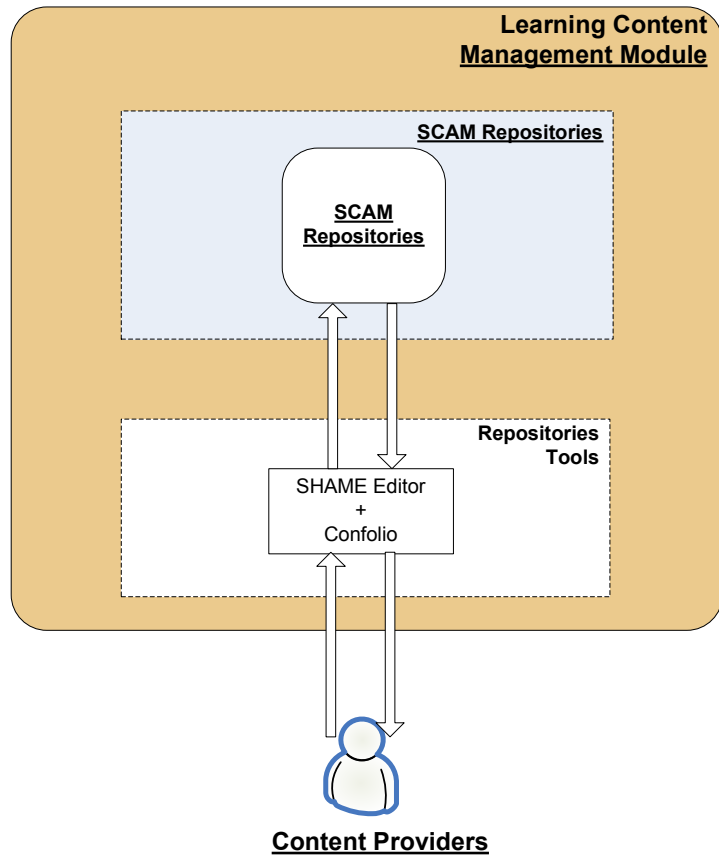 Learning Content
Management Module
SCAM Repositories
SCAM
Repositories
Repositories
Tools
SHAME Editor
+
Confolio
Content Providers